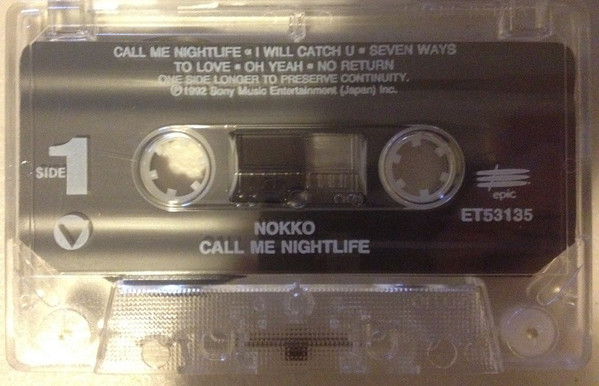 CALL ME NIGHTLIFE ▪ I WILL CATCH U ▪ SEVEN WAYS
TO LOVE ▪ OH YEAH ▪ NO RETURN
ONE SIDE LONGER TO PRESERVE CONTINUITY.
℗1992 Sony Music Entertainment (Japan) Inc.
SIDE 1
epic
ET53135
NOKKO
CALL ME NIGHTLIFE